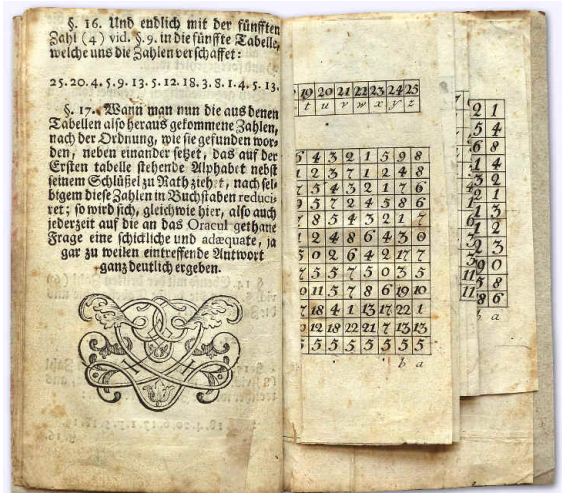 §. 16. Und endlich mit der fünfften
Zahl (4) vid. §. 9. in die fünffte Tabelle,
welche uns die Zahlen verschaffet:
25. 20. 4. 5. 9. 13. 5. 12. 18. 3. 8. 1. 4. 5. 13.
§. 17. Wann man nun die aus denen
Tabellen also heraus gekommene Zahlen,
nach der Ordnung, wie sie gefunden wor-
den, neben einander setzet, das auf der
Ersten tabelle stehende Alphabet nebst
seinem Schlüßel zu Rath zieh t, nach sel-
bigem diese Zahlen in Buchstaben reduci-
ret; so wird sich, gleichwie hier, also auch
jederzeit auf die an das Oracul gethane
Frage eine schickliche und adæquate, ja
gar zu weilen eintreffende Antwort
ganz deutlich ergeben.
19 20 21 22 23 24 25
t u v w x y z
5 4 3 2 1 5 9 8
1 2 3 7 1 2 4 8
7 5 4 3 2 1 7 6
9 5 7 2 4 5 8 6
7 8 5 4 3 2 1 7
1 2 4 8 6 4 3 0
5 0 2 6 4 2 17 7
7 5 5 7 5 0 3 5
0 11 5 7 8 6 19 10
7 18 4 1 13 17 22 1
0 12 18 22 21 7 13 13
5 5 5 5 5 5 5 5
b a
2 1
5 4
6 8
1 4
3 2
2 1
1 3
1 2
2 3
9 0
5 8
8 6
a